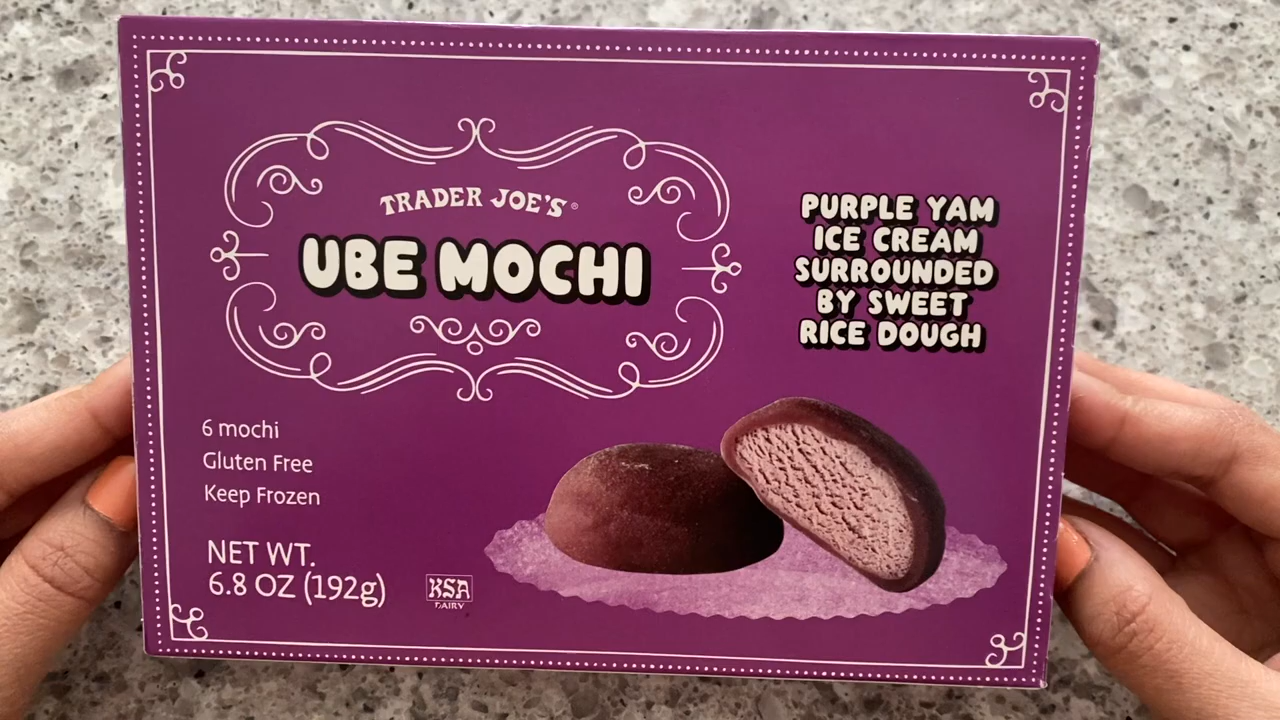 TRADER JOE'S®
UBE MOCHI
PURPLE YAM
ICE CREAM
SURROUNDED
BY SWEET
RICE DOUGH
6 mochi
Gluten Free
Keep Frozen
NET WT.
6.8 OZ (192g)
KSA
DAIRY